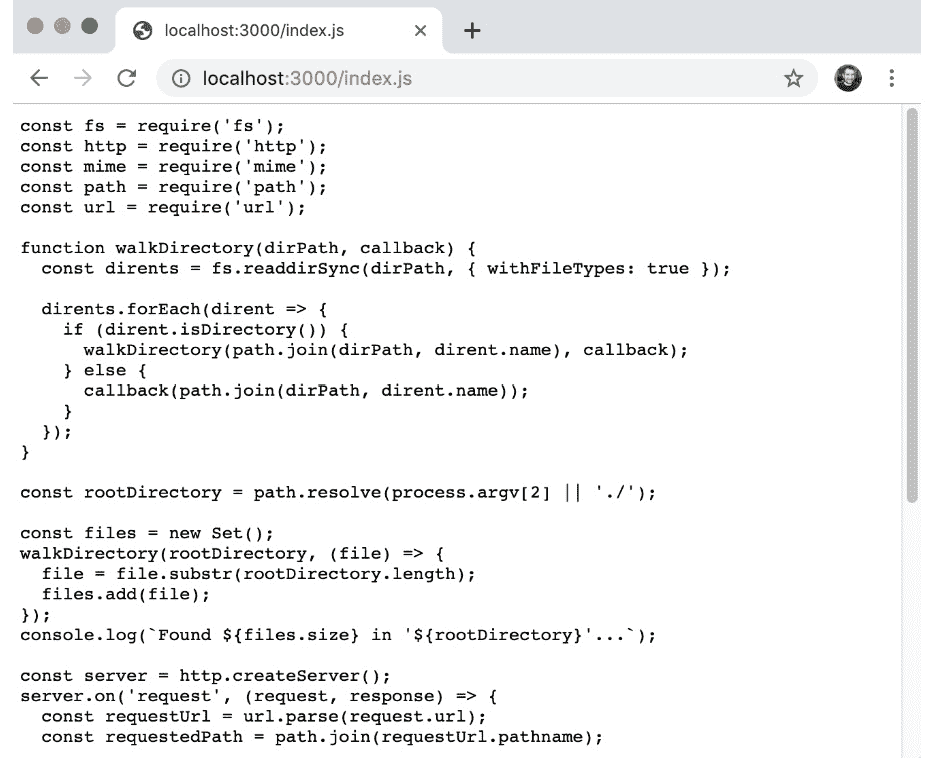 localhost:3000/index.js
localhost:3000/index.js
const fs = require('fs');
const http = require('http');
const mime = require('mime');
const path = require('path');
const url = require('url');

function walkDirectory(dirPath, callback) {
  const dirents = fs.readdirSync(dirPath, { withFileTypes: true });

  dirents.forEach(dirent => {
    if (dirent.isDirectory()) {
      walkDirectory(path.join(dirPath, dirent.name), callback);
    } else {
      callback(path.join(dirPath, dirent.name));
    }
  });
}

const rootDirectory = path.resolve(process.argv[2] || './');

const files = new Set();
walkDirectory(rootDirectory, (file) => {
  file = file.substr(rootDirectory.length);
  files.add(file);
});
console.log(`Found ${files.size} in '${rootDirectory}'...`);

const server = http.createServer();
server.on('request', (request, response) => {
  const requestUrl = url.parse(request.url);
  const requestedPath = path.join(requestUrl.pathname);